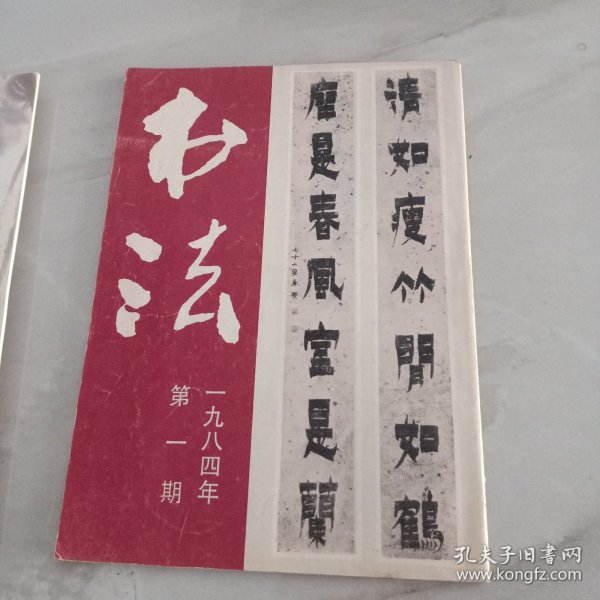 书法
一九八四年
第一期
清如瘦竹閒如鶴
座是春風室是蘭
孔夫子旧书网
www.kongfz.com